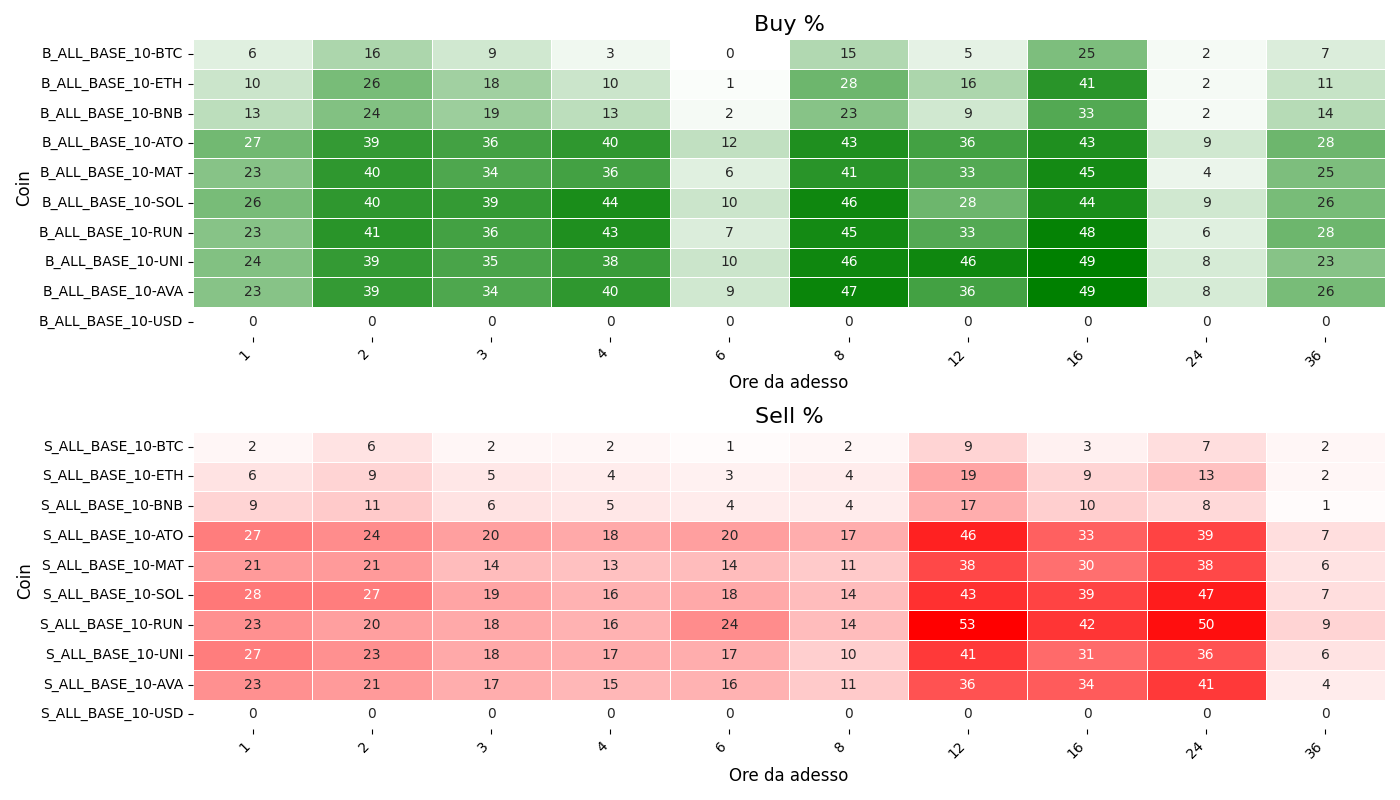 Buy %
Coin
B_ALL_BASE_10-BTC 6 16 9 3 0 15 5 25 2 7
B_ALL_BASE_10-ETH 10 26 18 10 1 28 16 41 2 11
B_ALL_BASE_10-BNB 13 24 19 13 2 23 9 33 2 14
B_ALL_BASE_10-ATO 27 39 36 40 12 43 36 43 9 28
B_ALL_BASE_10-MAT 23 40 34 36 6 41 33 45 4 25
B_ALL_BASE_10-SOL 26 40 39 44 10 46 28 44 9 26
B_ALL_BASE_10-RUN 23 41 36 43 7 45 33 48 6 28
B_ALL_BASE_10-UNI 24 39 35 38 10 46 46 49 8 23
B_ALL_BASE_10-AVA 23 39 34 40 9 47 36 49 8 26
B_ALL_BASE_10-USD 0 0 0 0 0 0 0 0 0 0
1 2 3 4 6 8 12 16 24 36
Ore da adesso
Sell %
Coin
S_ALL_BASE_10-BTC 2 6 2 2 1 2 9 3 7 2
S_ALL_BASE_10-ETH 6 9 5 4 3 4 19 9 13 2
S_ALL_BASE_10-BNB 9 11 6 5 4 4 17 10 8 1
S_ALL_BASE_10-ATO 27 24 20 18 20 17 46 33 39 7
S_ALL_BASE_10-MAT 21 21 14 13 14 11 38 30 38 6
S_ALL_BASE_10-SOL 28 27 19 16 18 14 43 39 47 7
S_ALL_BASE_10-RUN 23 20 18 16 24 14 53 42 50 9
S_ALL_BASE_10-UNI 27 23 18 17 17 10 41 31 36 6
S_ALL_BASE_10-AVA 23 21 17 15 16 11 36 34 41 4
S_ALL_BASE_10-USD 0 0 0 0 0 0 0 0 0 0
1 2 3 4 6 8 12 16 24 36
Ore da adesso